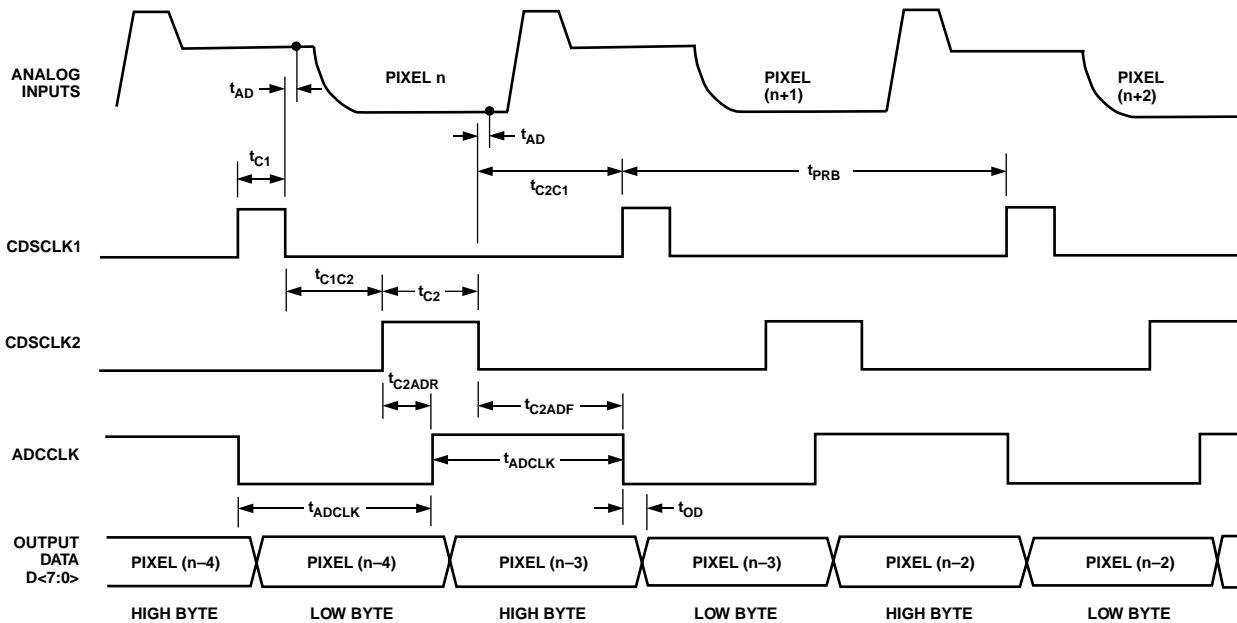 ANALOG
INPUTS
PIXEL n
PIXEL
(n+1)
PIXEL
(n+2)
tAD
tAD
tC1
tC2C1
tPRB
CDSCLK1
tC1C2
tC2
CDSCLK2
tC2ADR
tC2ADF
ADCCLK
tADCLK
tADCLK
tOD
OUTPUT
DATA
D<7:0>
PIXEL (n–4)
PIXEL (n–4)
PIXEL (n–3)
PIXEL (n–3)
PIXEL (n–2)
PIXEL (n–2)
HIGH BYTE
LOW BYTE
HIGH BYTE
LOW BYTE
HIGH BYTE
LOW BYTE